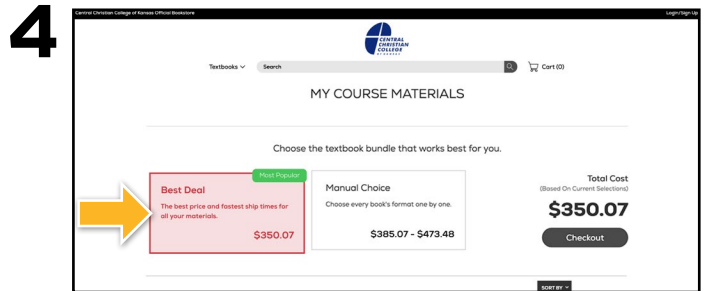 4
Central Christian College of Kansas Official Bookstore
Login/Sign Up
CENTRAL
CHRISTIAN
COLLEGE
OF KANSAS
Textbooks
Search
Cart (0)
MY COURSE MATERIALS
Choose the textbook bundle that works best for you.
Most Popular
Best Deal
The best price and fastest ship times for
all your materials.
$350.07
Manual Choice
Choose every book's format one by one.
$385.07 - $473.48
Total Cost
(Based On Current Selections)
$350.07
Checkout
SORT BY